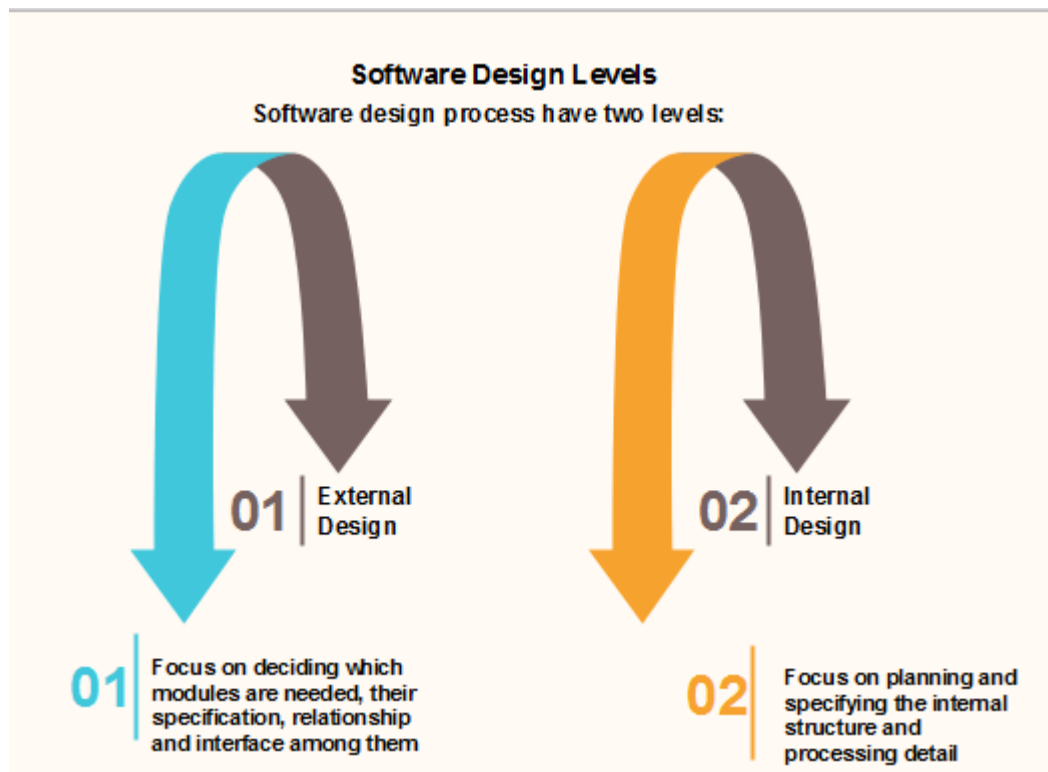 Software Design Levels
Software design process have two levels:
01
External
Design
02
Internal
Design
01
Focus on deciding which
modules are needed, their
specification, relationship
and interface among them
02
Focus on planning and
specifying the internal
structure and
processing detail